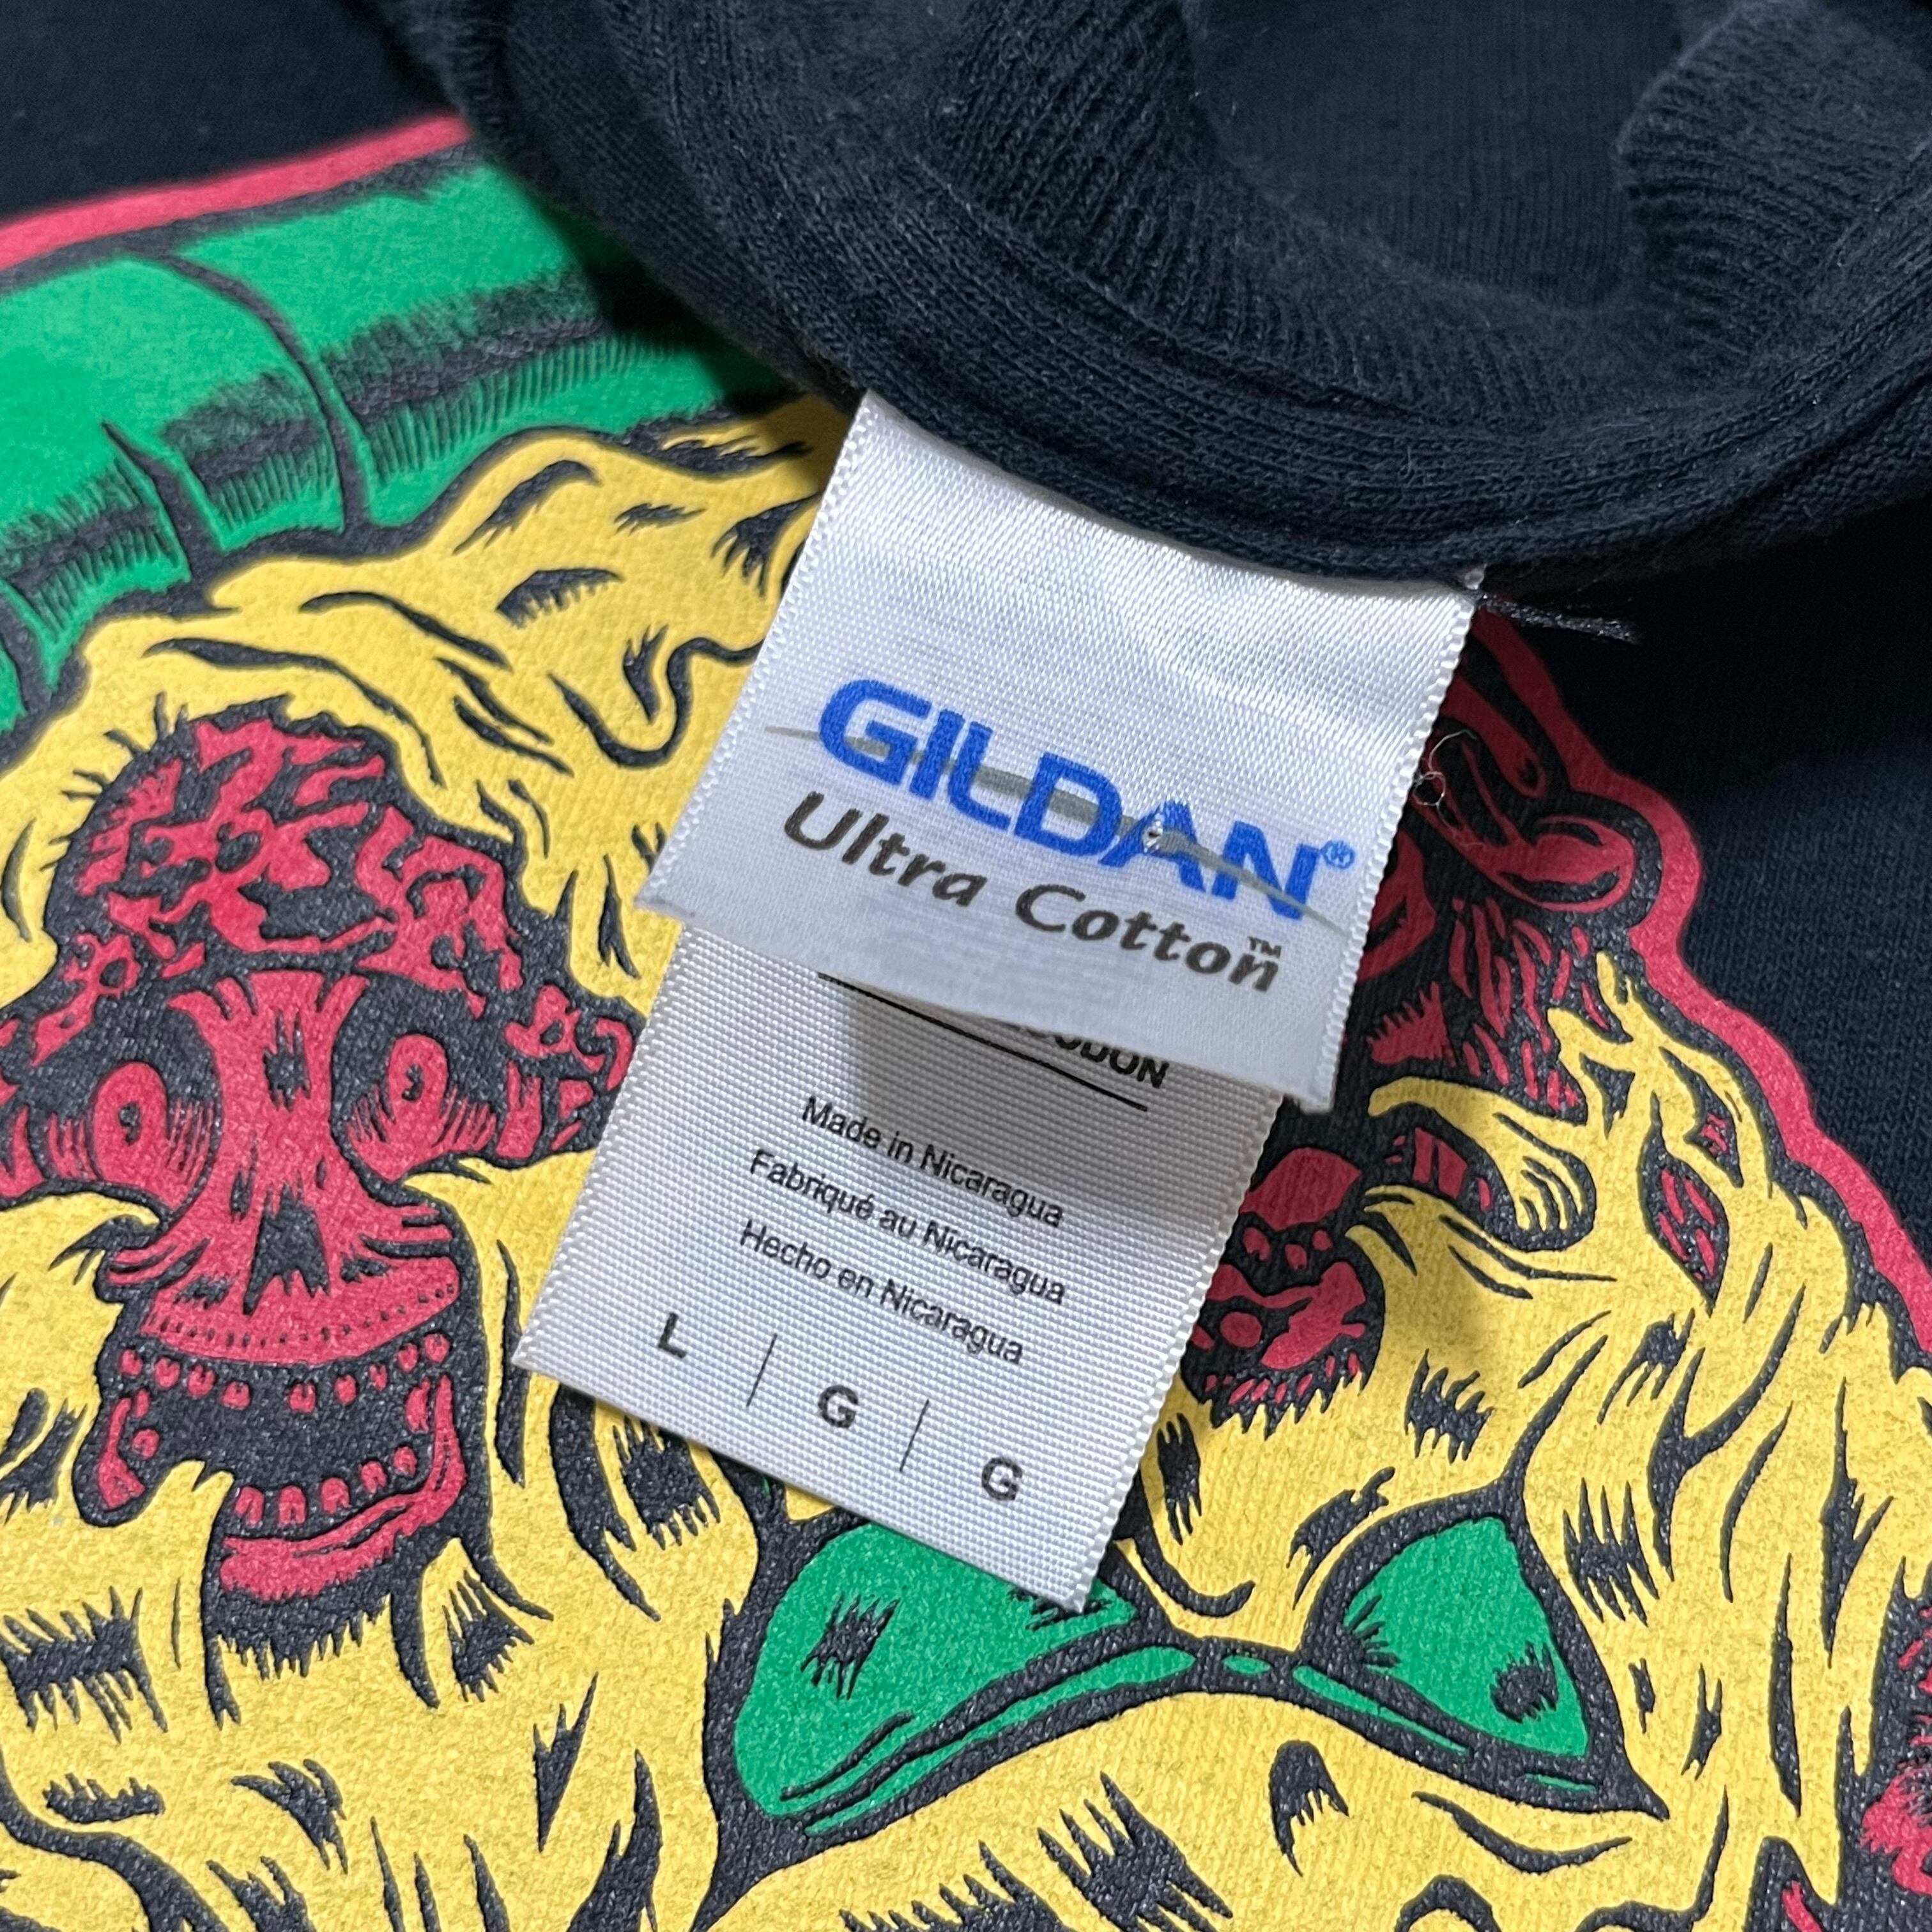 GILDAN®
Ultra Cotton™
Made in Nicaragua
Fabriqué au Nicaragua
Hecho en Nicaragua
L | G | G